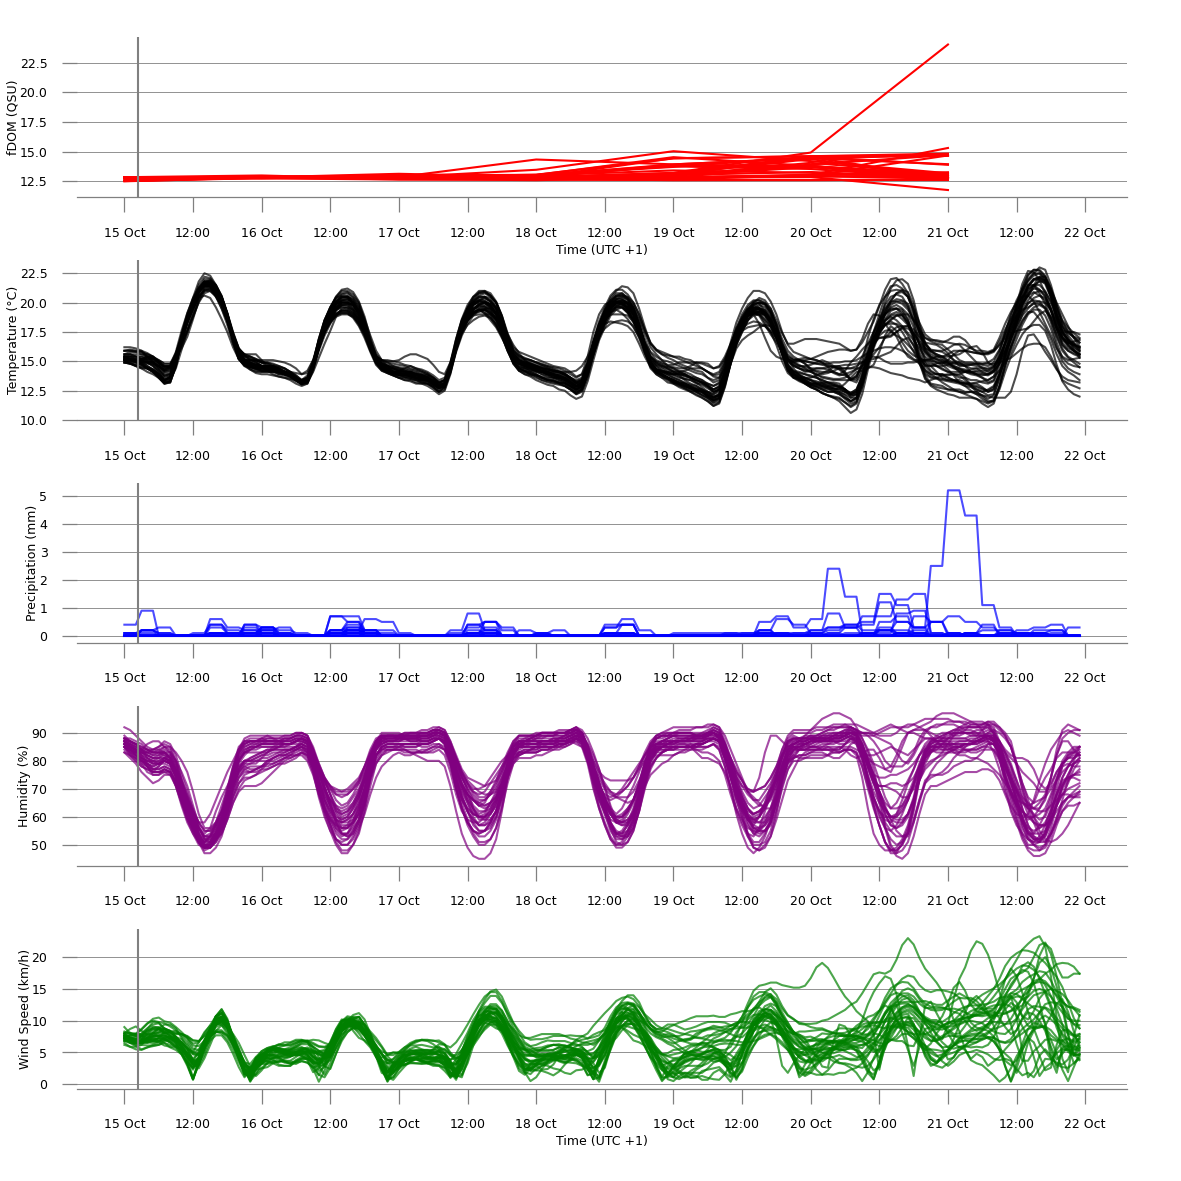 fDOM (QSU)
22.5
20.0
17.5
15.0
12.5
15 Oct 12:00 16 Oct 12:00 17 Oct 12:00 18 Oct 12:00 19 Oct 12:00 20 Oct 12:00 21 Oct 12:00 22 Oct
Time (UTC +1)
Temperature (°C)
22.5
20.0
17.5
15.0
12.5
10.0
15 Oct 12:00 16 Oct 12:00 17 Oct 12:00 18 Oct 12:00 19 Oct 12:00 20 Oct 12:00 21 Oct 12:00 22 Oct
Precipitation (mm)
5
4
3
2
1
0
15 Oct 12:00 16 Oct 12:00 17 Oct 12:00 18 Oct 12:00 19 Oct 12:00 20 Oct 12:00 21 Oct 12:00 22 Oct
Humidity (%)
90
80
70
60
50
15 Oct 12:00 16 Oct 12:00 17 Oct 12:00 18 Oct 12:00 19 Oct 12:00 20 Oct 12:00 21 Oct 12:00 22 Oct
Wind Speed (km/h)
20
15
10
5
0
15 Oct 12:00 16 Oct 12:00 17 Oct 12:00 18 Oct 12:00 19 Oct 12:00 20 Oct 12:00 21 Oct 12:00 22 Oct
Time (UTC +1)